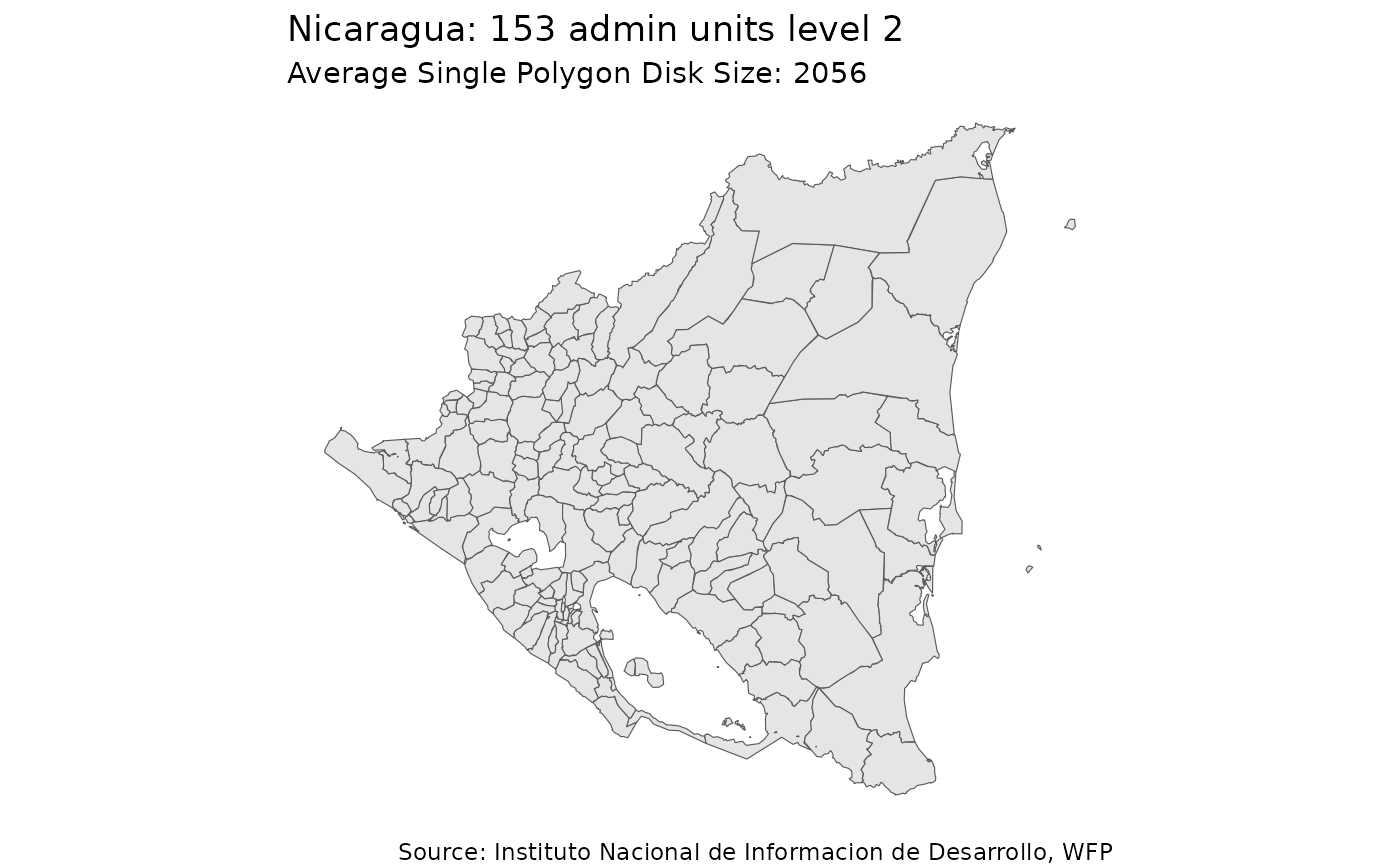 Nicaragua: 153 admin units level 2
Average Single Polygon Disk Size: 2056
Source: Instituto Nacional de Informacion de Desarrollo, WFP